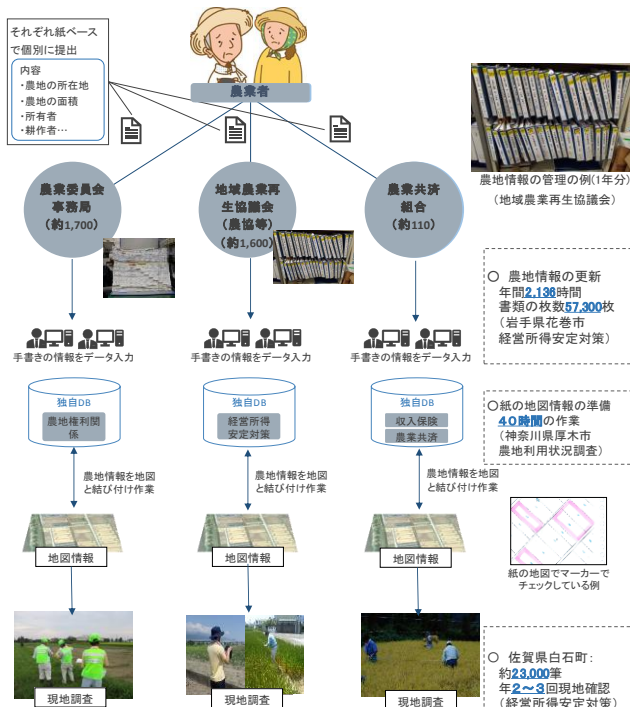 それぞれ紙ベース
で個別に提出
内容
・農地の所在地
・農地の面積
・所有者
・耕作者…
農業者
農業委員会
事務局
(約1,700)
地域農業再
生協議会
(農協等)
(約1,600)
農業共済
組合
(約110)
農地情報の管理の例(1年分)
(地域農業再生協議会)
手書きの情報をデータ入力
手書きの情報をデータ入力
手書きの情報をデータ入力
○ 農地情報の更新
年間2,136時間
書類の枚数57,300枚
(岩手県花巻市
経営所得安定対策)
独自DB
農地権利関
係
独自DB
経営所得
安定対策
独自DB
収入保険
農業共済
○紙の地図情報の準備
40時間の作業
(神奈川県厚木市
農地利用状況調査)
農地情報を地図
と結び付け作業
農地情報を地図
と結び付け作業
農地情報を地図
と結び付け作業
地図情報
地図情報
地図情報
紙の地図でマーカーで
チェックしている例
現地調査
現地調査
現地調査
○ 佐賀県白石町:
約23,000筆
年2～3回現地確認
(経営所得安定対策)